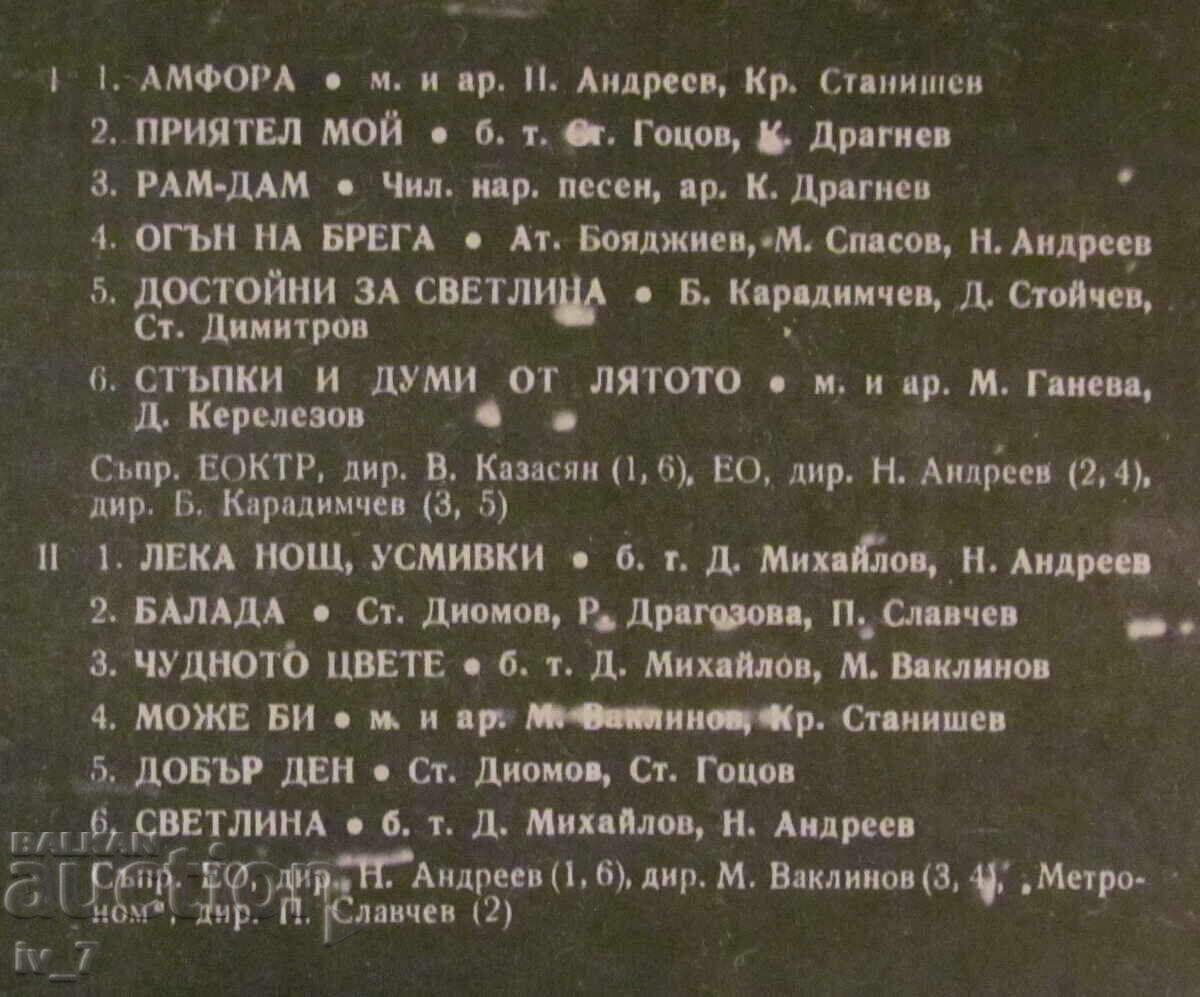 I 1. АМФОРА • м. и ар. Н. Андреев, Кр. Станишев
2. ПРИЯТЕЛ МОЙ • б. т. Ст. Гоцов, К. Драгнев
3. РАМ-ДАМ • Чил. нар. песен, ар. К. Драгнев
4. ОГЪН НА БРЕГА • Ат. Бояджиев, М. Спасов, Н. Андреев
5. ДОСТОЙНИ ЗА СВЕТЛИНА • Б. Карадимчев, Д. Стойчев,
Ст. Димитров
6. СТЪПКИ И ДУМИ ОТ ЛЯТОТО • м. и ар. М. Ганева,
Д. Керелезов
Съпр. ЕОКТР, дир. В. Казасян (1, 6), ЕО, дир. Н. Андреев (2, 4),
дир. Б. Карадимчев (3, 5)
II 1. ЛЕКА НОЩ, УСМИВКИ • б. т. Д. Михайлов, Н. Андреев
2. БАЛАДА • Ст. Диомов, Р. Драгозова, П. Славчев
3. ЧУДНОТО ЦВЕТЕ • б. т. Д. Михайлов, М. Ваклинов
4. МОЖЕ БИ • м. и ар. М. Ваклинов, Кр. Станишев
5. ДОБЪР ДЕН • Ст. Диомов, Ст. Гоцов
6. СВЕТЛИНА • б. т. Д. Михайлов, Н. Андреев
Съпр. ЕО, дир. Н. Андреев (1, 6), дир. М. Ваклинов (3, 4), „Метро-
ном“, дир. П. Славчев (2)
BALKAN
auction
iv_7